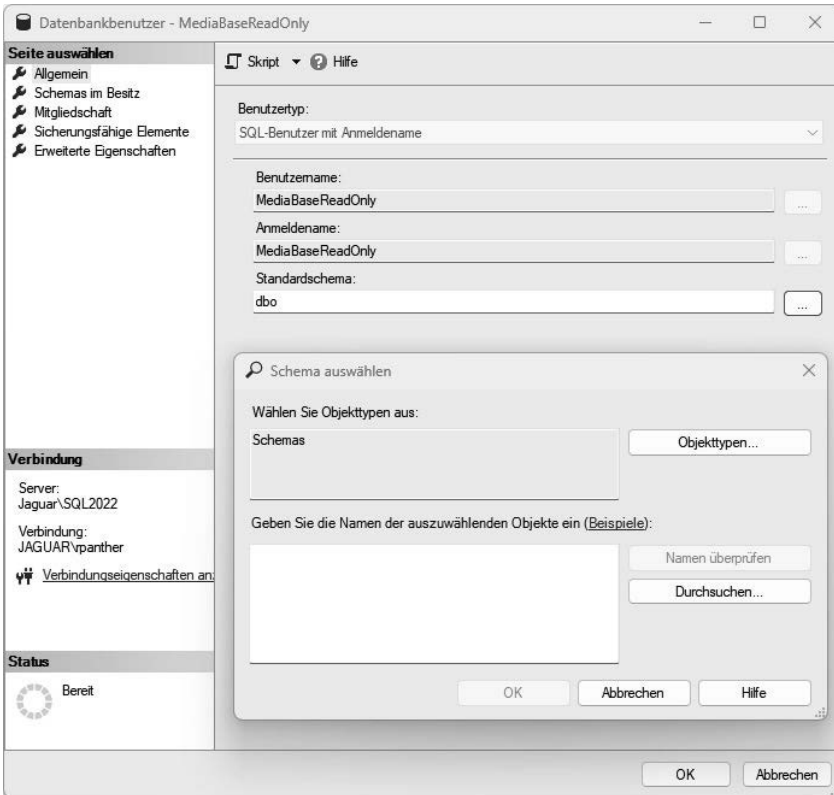 Datenbankbenutzer - MediaBaseReadOnly
Seite auswählen
Allgemein
Schemas im Besitz
Mitgliedschaft
Sicherungsfähige Elemente
Erweiterte Eigenschaften
Skript
Hilfe
Benutzertyp:
SQL-Benutzer mit Anmeldename
Benutzername:
MediaBaseReadOnly
...
Anmeldename:
MediaBaseReadOnly
...
Standardschema:
dbo
...
Schema auswählen
Wählen Sie Objekttypen aus:
Schemas
Objekttypen...
Geben Sie die Namen der auszuwählenden Objekte ein (Beispiele):
Namen überprüfen
Durchsuchen...
OK
Abbrechen
Hilfe
Verbindung
Server:
Jaguar\SQL2022
Verbindung:
JAGUAR\rpanther
Verbindungseigenschaften an
Status
Bereit
OK
Abbrechen